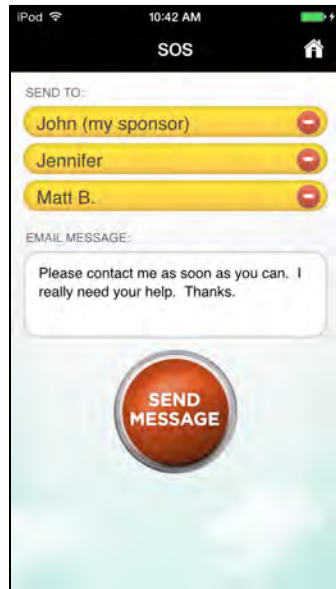 iPod 10:42 AM
SOS
SEND TO:
John (my sponsor)
Jennifer
Matt B.
EMAIL MESSAGE:
Please contact me as soon as you can.  I
really need your help.  Thanks.
SEND
MESSAGE